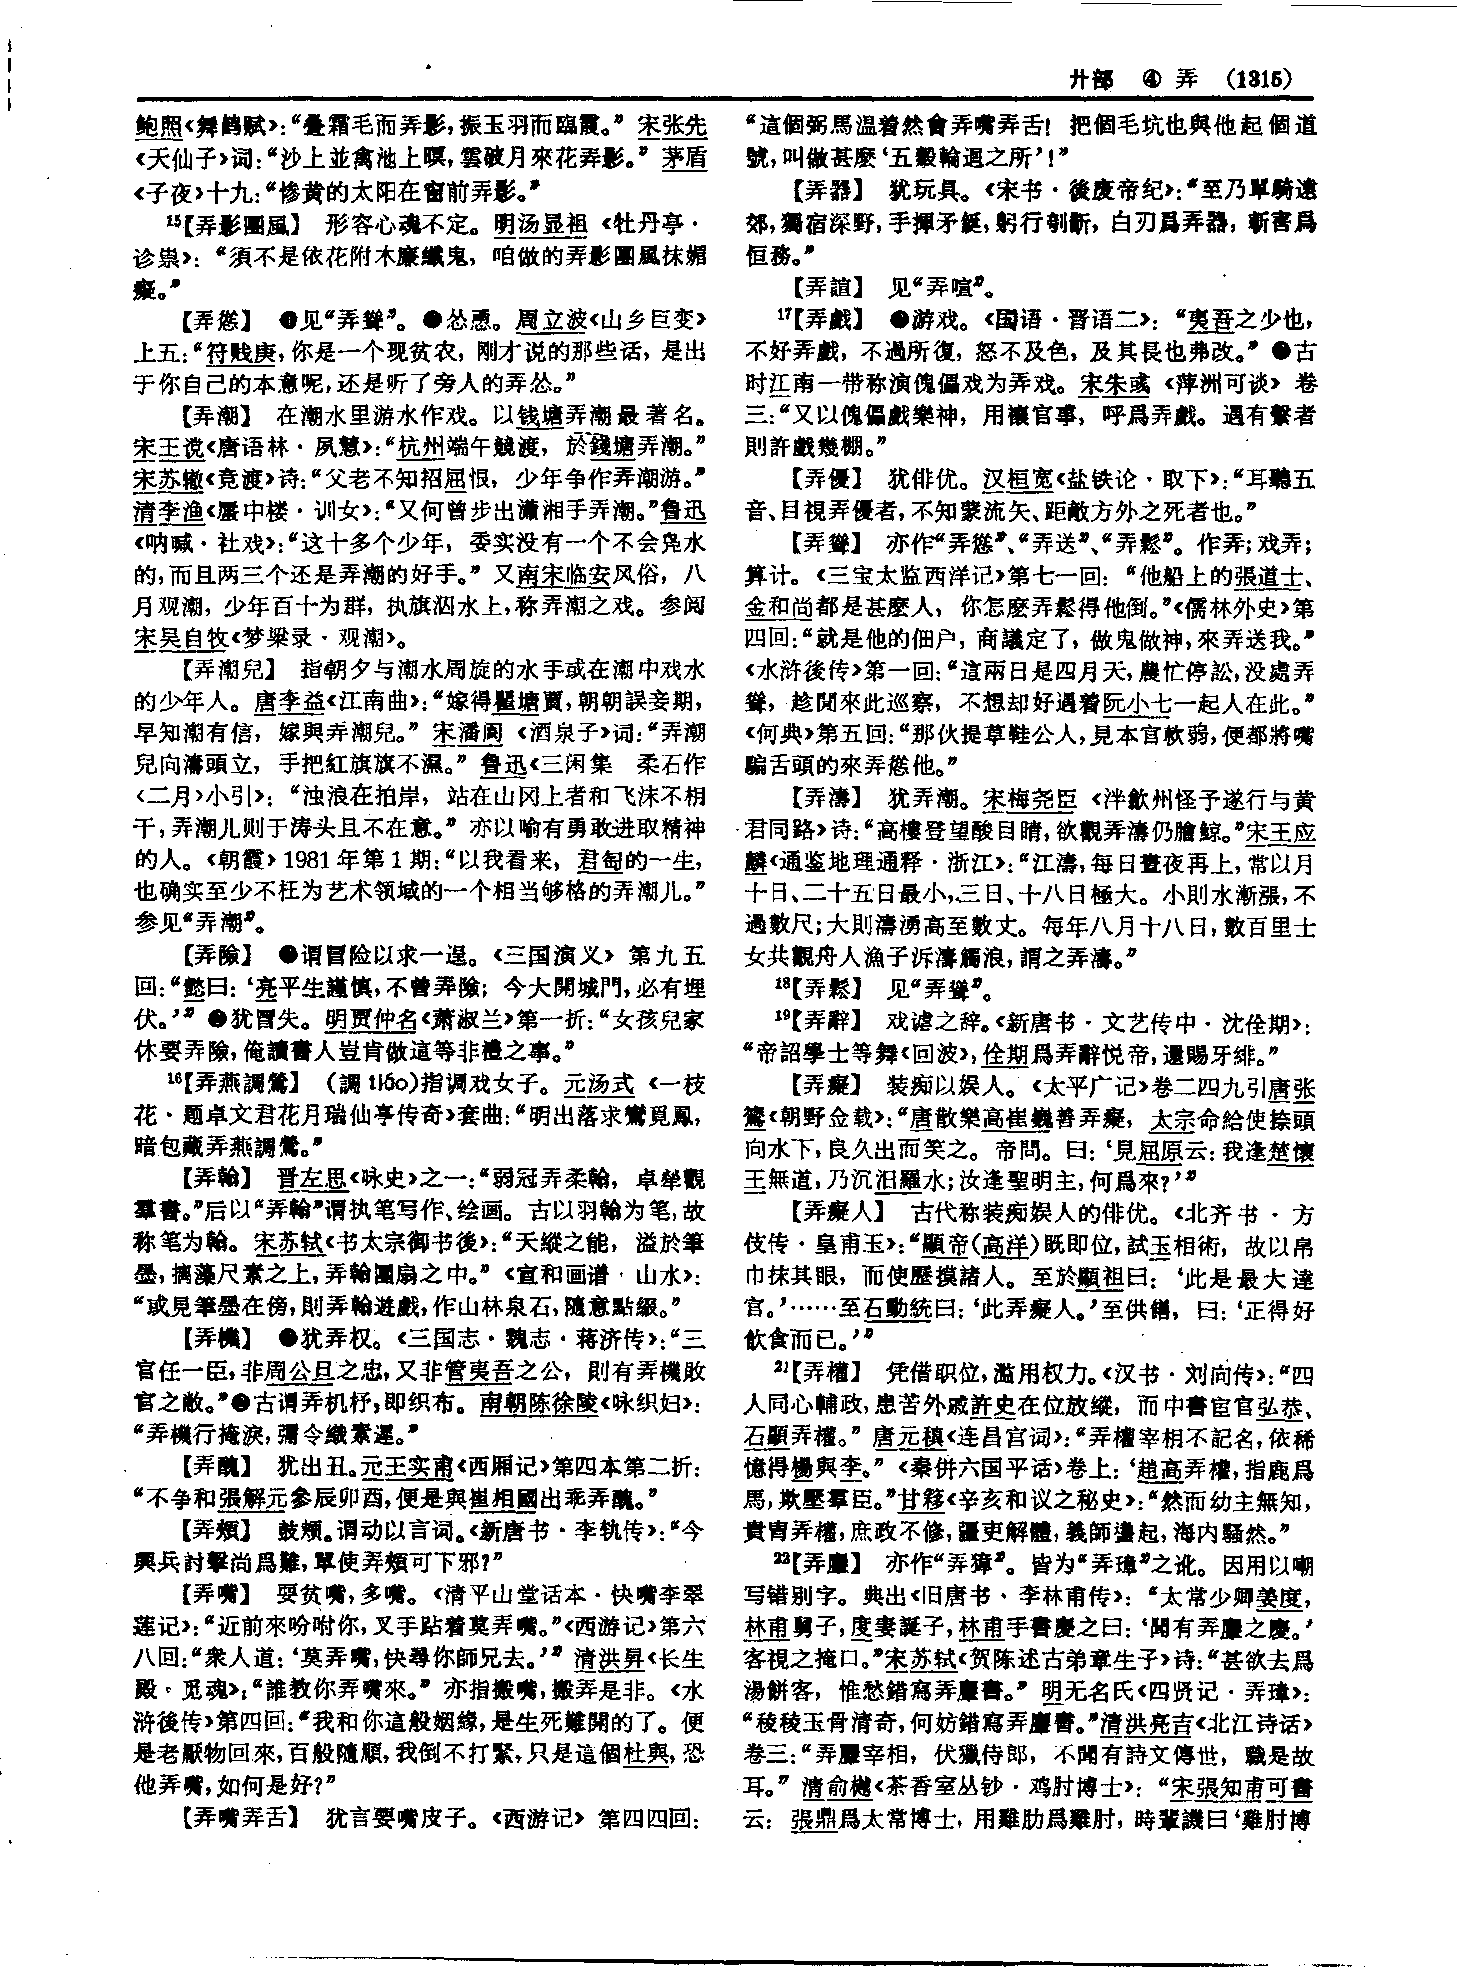 廾部 ④ 弄 (1315)
鲍照《舞鹤赋》:“叠霜毛而弄影,振玉羽而臨霞。” 宋张先
《天仙子》词:“沙上並禽池上暝,雲破月來花弄影。” 茅盾
《子夜》十九:“惨黄的太阳在窗前弄影。”
15【弄影團風】 形容心魂不定。明汤显祖《牡丹亭·
诊祟》:“須不是依花附木廉纖鬼, 咱做的弄影團風抹媚
癡。”
【弄慫】 ❶见“弄聳”。❷怂恿。周立波《山乡巨变》
上五:“符贱庚,你是一个现贫农, 刚才说的那些话, 是出
于你自己的本意呢,还是听了旁人的弄怂。”
【弄潮】 在潮水里游水作戏。以钱塘弄潮最著名。
宋王谠《唐语林·夙慧》:“杭州端午競渡, 於錢塘弄潮。”
宋苏辙《竞渡》诗:“父老不知招屈恨, 少年争作弄潮游。”
清李渔《蜃中楼·训女》:“又何曾步出瀟湘手弄潮。”鲁迅
《呐喊·社戏》:“这十多个少年, 委实没有一个不会凫水
的,而且两三个还是弄潮的好手。” 又南宋临安风俗, 八
月观潮, 少年百十为群, 执旗泅水上,称弄潮之戏。参阅
宋吴自牧《梦粱录·观潮》。
【弄潮兒】 指朝夕与潮水周旋的水手或在潮中戏水
的少年人。唐李益《江南曲》:“嫁得瞿塘賈,朝朝誤妾期,
早知潮有信, 嫁與弄潮兒。” 宋潘阆《酒泉子》词:“弄潮
兒向濤頭立, 手把紅旗旗不濕。” 鲁迅《三闲集 柔石作
〈二月〉小引》: “浊浪在拍岸, 站在山冈上者和飞沫不相
干,弄潮儿则于涛头且不在意。” 亦以喻有勇敢进取精神
的人。《朝霞》1981年第1期:“以我看来, 君匋的一生,
也确实至少不枉为艺术领域的一个相当够格的弄潮儿。”
参见“弄潮”。
【弄險】 ❶谓冒险以求一逞。《三国演义》第九五
回:“懿曰:‘亮平生謹慎,不曾弄險; 今大開城門,必有埋
伏。’” ❷犹冒失。明贾仲名《萧淑兰》第一折:“女孩兒家
休要弄險,俺讀書人豈肯做這等非禮之事。”
16【弄燕調鶯】 (調 tiáo)指调戏女子。元汤式《一枝
花·题卓文君花月瑞仙亭传奇》套曲:“明出落求鸞覓鳳,
暗包藏弄燕調鶯。”
【弄翰】 晋左思《咏史》之一:“弱冠弄柔翰, 卓犖觀
羣書。”后以“弄翰”谓执笔写作、绘画。古以羽翰为笔,故
称笔为翰。宋苏轼《书太宗御书後》:“天縱之能, 溢於筆
墨,摛藻尺素之上,弄翰團扇之中。” 《宣和画谱·山水》:
“或見筆墨在傍,則弄翰遊戲,作山林泉石,隨意點綴。”
【弄機】 ❶犹弄权。《三国志·魏志·蒋济传》:“三
官任一臣,非周公旦之忠,又非管夷吾之公, 則有弄機敗
官之敝。”❷古谓弄机杼,即织布。南朝陈徐陵《咏织妇》:
“弄機行掩淚,彌令織素遲。”
【弄醜】 犹出丑。元王实甫《西厢记》第四本第二折:
“不争和張解元參辰卯酉,便是與崔相國出乖弄醜。”
【弄頰】 鼓颊。谓动以言词。《新唐书·李轨传》:“今
興兵討擊尚爲難,單使弄頰可下邪?”
【弄嘴】 耍贫嘴,多嘴。《清平山堂话本·快嘴李翠
莲记》:“近前來吩咐你,叉手跕着莫弄嘴。”《西游记》第六
八回:“衆人道:‘莫弄嘴,快尋你師兄去。’” 清洪昇《长生
殿·觅魂》:“誰教你弄嘴來。” 亦指搬嘴,搬弄是非。《水
浒後传》第四回:“我和你這般姻緣,是生死難開的了。便
是老厭物回來,百般隨順,我倒不打緊,只是這個杜興,恐
他弄嘴,如何是好?”
【弄嘴弄舌】 犹言耍嘴皮子。《西游记》第四四回:
“這個弼馬溫着然會弄嘴弄舌! 把個毛坑也與他起個道
號,叫做甚麼‘五穀輪迴之所’!”
【弄器】 犹玩具。《宋书·後废帝纪》:“至乃單騎遠
郊,獨宿深野,手揮矛鋋,躬行刳斮,白刃爲弄器,斬害爲
恒務。”
【弄諠】 见“弄喧”。
17【弄戲】 ❶游戏。《国语·晋语二》:“夷吾之少也,
不好弄戲, 不過所復, 怒不及色, 及其長也弗改。” ❷古
时江南一带称演傀儡戏为弄戏。宋朱彧《萍洲可谈》卷
三:“又以傀儡戲樂神, 用禳官事, 呼爲弄戲。遇有繫者
則許戲幾棚。”
【弄優】 犹俳优。汉桓宽《盐铁论·取下》:“耳聽五
音、目視弄優者,不知蒙流矢、距敵方外之死者也。”
【弄聳】 亦作“弄慫”、“弄送”、“弄鬆”。作弄;戏弄;
算计。《三宝太监西洋记》第七一回: “他船上的張道士、
金和尚都是甚麼人, 你怎麽弄鬆得他倒。”《儒林外史》第
四回:“就是他的佃户, 商議定了, 做鬼做神,來弄送我。”
《水浒後传》第一回:“這兩日是四月天,農忙停訟,没處弄
聳, 趁閒來此巡察, 不想却好遇着阮小七一起人在此。”
《何典》第五回:“那伙提草鞋公人,見本官軟弱,便都將嘴
騙舌頭的來弄慫他。”
【弄濤】 犹弄潮。宋梅尧臣《泮歙州怪予遂行与黄
君同路》诗:“高樓登望酸目睛,欲觀弄濤仍膾鯨。”宋王应
麟《通鉴地理通释·浙江》:“江濤,每日晝夜再上,常以月
十日、二十五日最小,三日、十八日極大。小則水漸漲,不
過數尺;大則濤湧高至數丈。每年八月十八日,數百里士
女共觀舟人漁子泝濤觸浪,謂之弄濤。”
18【弄鬆】 见“弄聳”。
19【弄辭】 戏谑之辞。《新唐书·文艺传中·沈佺期》:
“帝詔學士等舞《回波》,佺期爲弄辭悦帝,還賜牙緋。”
【弄癡】 装痴以娱人。《太平广记》卷二四九引唐张
鷟《朝野佥载》:“唐散樂高崔巍善弄癡, 太宗命給使捺頭
向水下,良久出而笑之。帝問。曰:‘見屈原云:我逢楚懷
王無道,乃沉汨羅水;汝逢聖明主,何爲來?’”
【弄癡人】 古代称装痴娱人的俳优。《北齐书·方
伎传·皇甫玉》:“顯帝(高洋)既即位,試玉相術, 故以帛
巾抹其眼, 而使歷摸諸人。至於顯祖曰:‘此是最大達
官。’……至石動統曰:‘此弄癡人。’至供饍, 曰:‘正得好
飲食而已。’”
21【弄權】 凭借职位,滥用权力。《汉书·刘向传》:“四
人同心輔政,患苦外戚許史在位放縱, 而中書宦官弘恭、
石顯弄權。” 唐元稹《连昌宫词》:“弄權宰相不記名,依稀
憶得楊與李。” 《秦併六国平话》卷上:‘趙高弄權,指鹿爲
馬,欺壓羣臣。”甘簃《辛亥和议之秘史》:“然而幼主無知,
貴胄弄權,庶政不修,疆吏解體,義師蠭起,海内騷然。”
22【弄麞】 亦作“弄獐”。皆为“弄璋”之讹。因用以嘲
写错别字。典出《旧唐书·李林甫传》: “太常少卿姜度,
林甫舅子,度妻誕子,林甫手書慶之曰:‘聞有弄麞之慶。’
客視之掩口。”宋苏轼《贺陈述古弟章生子》诗:“甚欲去爲
湯餅客, 惟愁錯寫弄麞書。” 明无名氏《四贤记·弄璋》:
“稜稜玉骨清奇,何妨錯寫弄麞書。”清洪亮吉《北江诗话》
卷三:“弄麞宰相, 伏獵侍郎, 不聞有詩文傳世, 職是故
耳。” 清俞樾《茶香室丛钞·鸡肘博士》: “宋張知甫可書
云: 張鼎爲太常博士,用雞肋爲雞肘, 時輩譏曰‘雞肘博